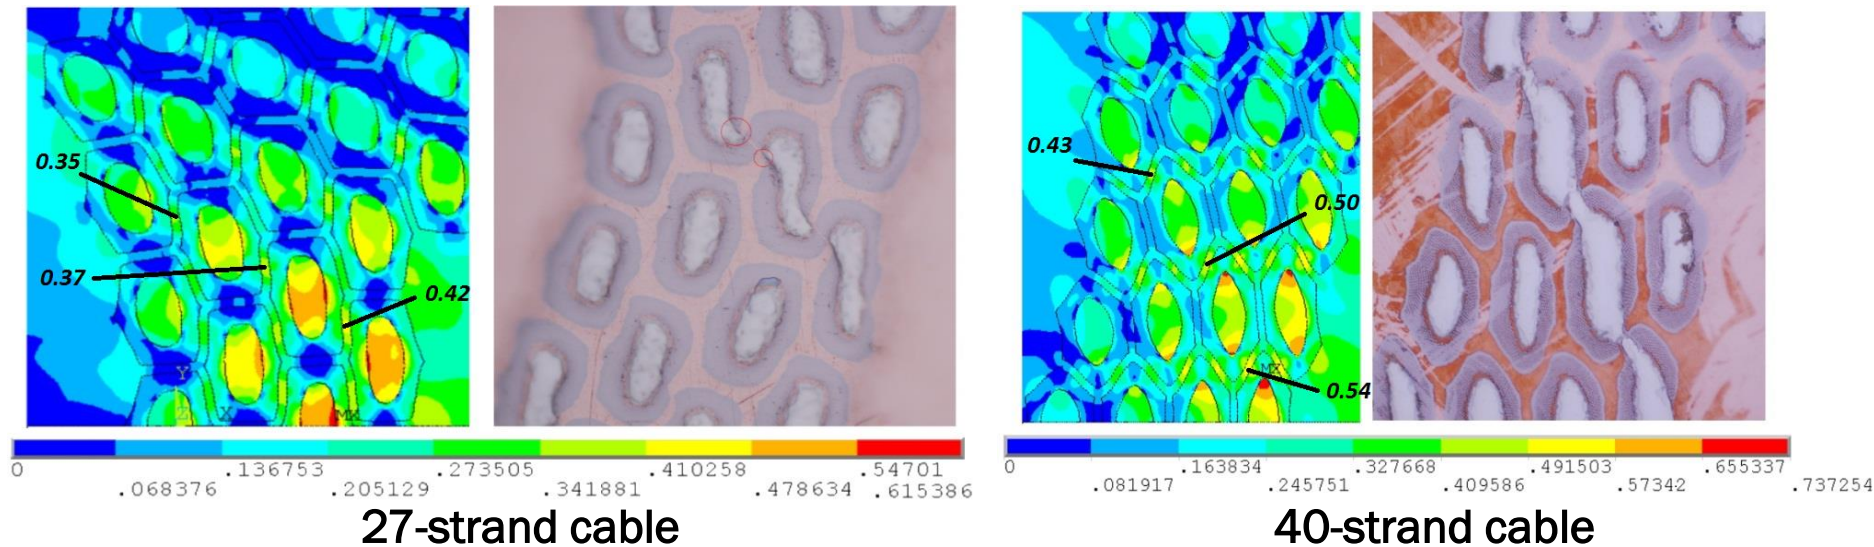 0.35
0.37
0.42
Y
Z X MX
0 .136753 .273505 .410258 .54701
.068376 .205129 .341881 .478634 .615386
27-strand cable
0.43
0.50
MX
0.54
0 .163834 .327668 .491503 .655337
.081917 .245751 .409586 .57342 .737254
40-strand cable